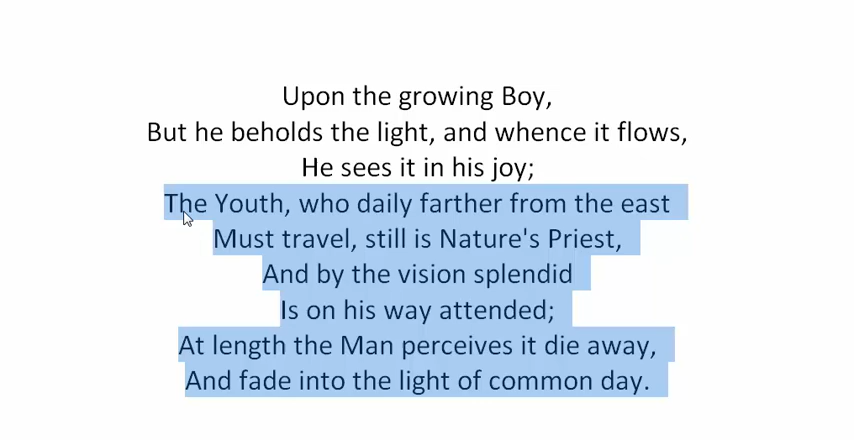 Upon the growing Boy,
But he beholds the light, and whence it flows,
He sees it in his joy;
The Youth, who daily farther from the east
Must travel, still is Nature's Priest,
And by the vision splendid
Is on his way attended;
At length the Man perceives it die away,
And fade into the light of common day.